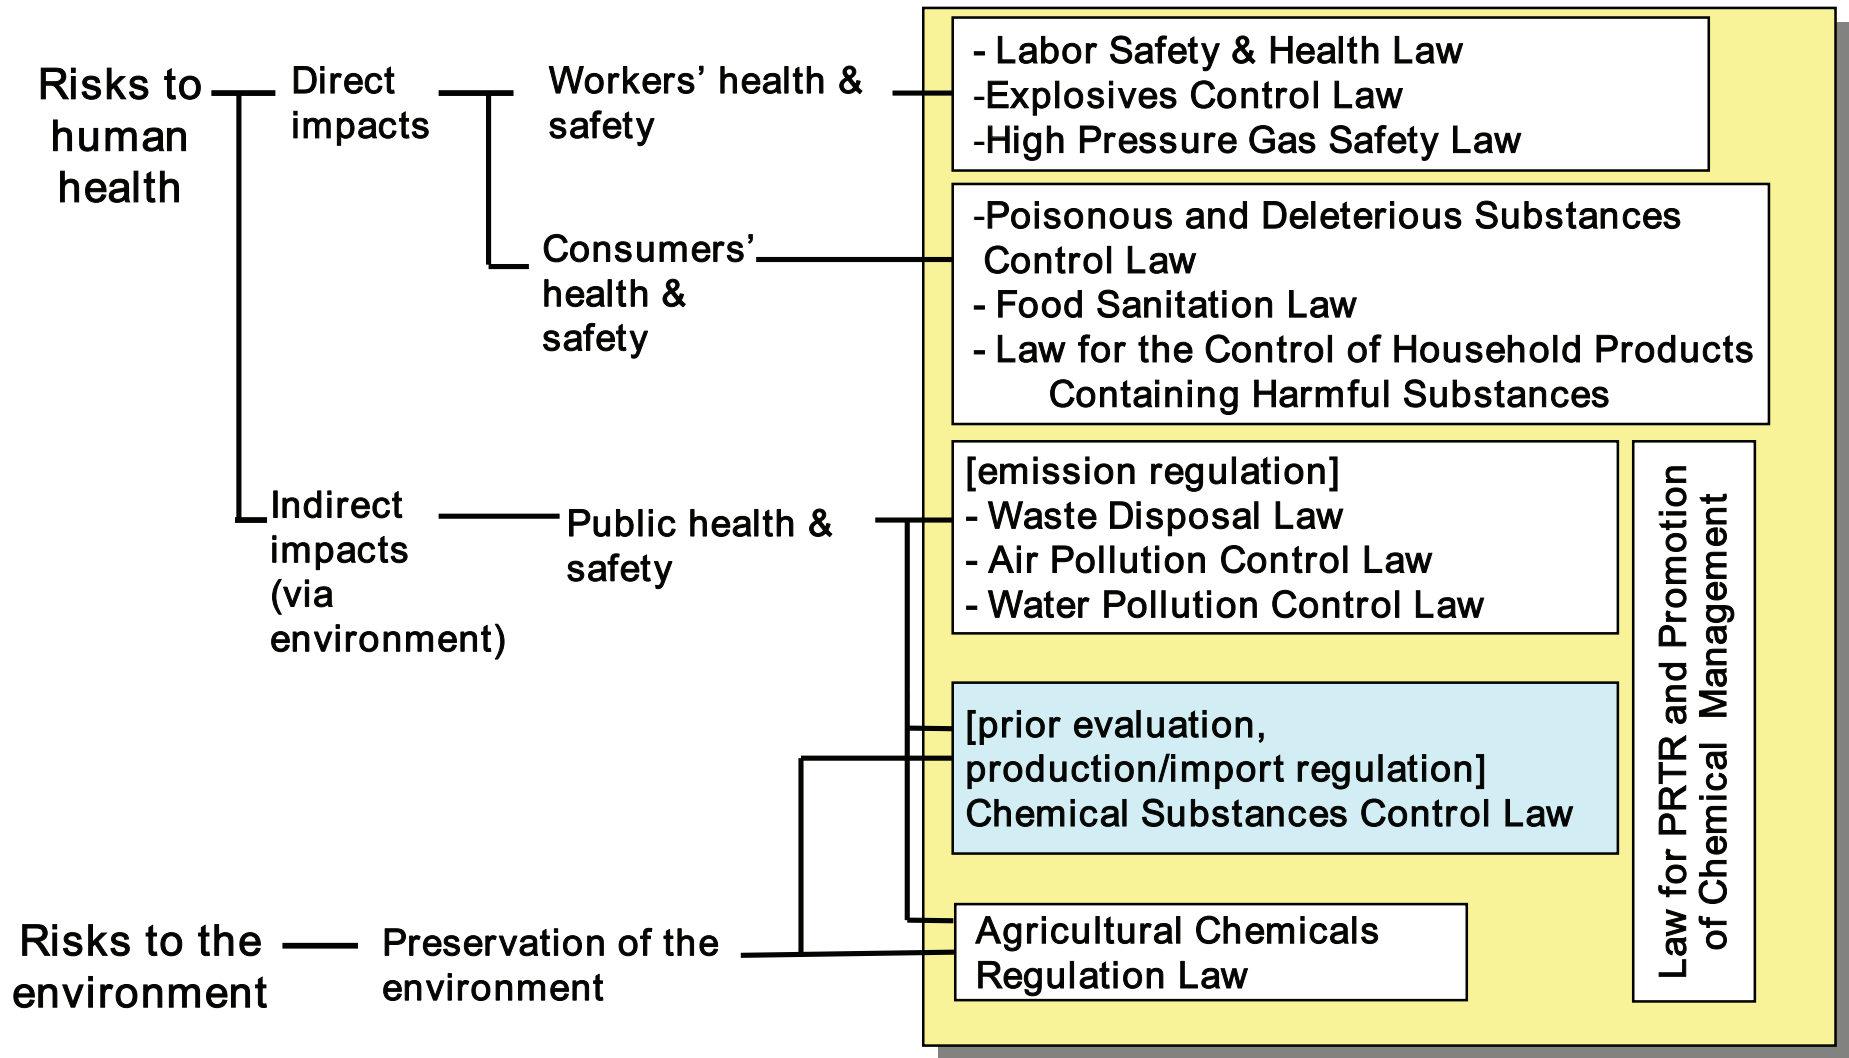 Risks to
human
health
Direct
impacts
Workers’ health &
safety
- Labor Safety & Health Law
-Explosives Control Law
-High Pressure Gas Safety Law
Consumers’
health &
safety
-Poisonous and Deleterious Substances
Control Law
- Food Sanitation Law
- Law for the Control of Household Products
Containing Harmful Substances
Indirect
impacts
(via
environment)
Public health &
safety
[emission regulation]
- Waste Disposal Law
- Air Pollution Control Law
- Water Pollution Control Law
[prior evaluation,
production/import regulation]
Chemical Substances Control Law
Risks to the
environment
Preservation of the
environment
Agricultural Chemicals
Regulation Law
Law for PRTR and Promotion
of Chemical Management